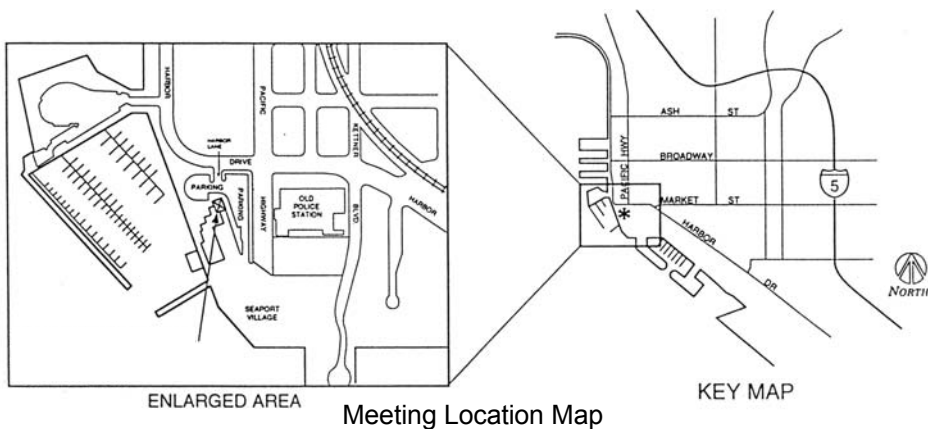 HARBOR
PACIFIC
HARBOR
LANE
DRIVE
PARKING
PARKING
HIGHWAY
OLD
POLICE
STATION
KETTNER
BLVD
HARBOR
SEAPORT
VILLAGE
ENLARGED AREA
ASH ST
BROADWAY
PACIFIC HWY
MARKET ST
HARBOR
DR
5
NORTH
KEY MAP
Meeting Location Map